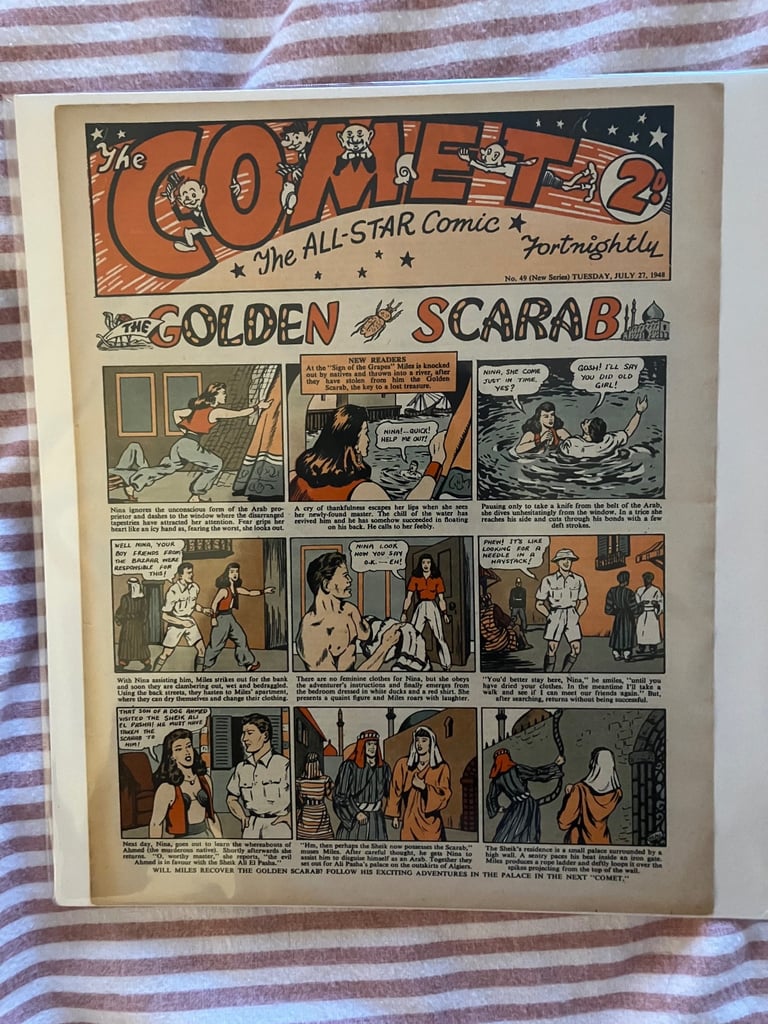 The
COMET
2D
The ALL-STAR Comic
Fortnightly
No. 49 (New Series) TUESDAY, JULY 27, 1948
THE GOLDEN SCARAB
NEW READERS
At the "Sign of the Grapes" Miles is knocked
out by natives and thrown into a river, after
they have stolen from him the Golden
Scarab, the key to a lost treasure.
NINA!--QUICK!
HELP ME OUT!
NINA, SHE COME
JUST IN TIME,
YES?
GOSH! I'LL SAY
YOU DID OLD
GIRL!
Nina ignores the unconscious form of the Arab pro-
prietor and dashes to the window where the disarranged
tapestries have attracted her attention. Fear grips her
heart like an icy hand as, fearing the worst, she looks out.
A cry of thankfulness escapes her lips when she sees
her newly-found master. The chill of the water has
revived him and he has somehow succeeded in floating
on his back. He calls to her feebly.
Pausing only to take a knife from the belt of the Arab,
she dives unhesitatingly from the window. In a trice she
reaches his side and cuts through his bonds with a few
deft strokes.
WELL NINA, YOUR
BOY FRIENDS FROM
THE BAZAAR WERE
RESPONSIBLE FOR
THIS!
NINA LOOK
HOW YOU SAY
O.K.--EH!
PHEW! IT'S LIKE
LOOKING FOR A
NEEDLE IN A
HAYSTACK!
With Nina assisting him, Miles strikes out for the bank
and soon they are clambering out, wet and bedraggled.
Using the back streets, they hasten to Miles' apartment,
where they can dry themselves and change their clothing.
There are no feminine clothes for Nina, but she obeys
the adventurer's instructions and finally emerges from
the bedroom dressed in white ducks and a red shirt. She
presents a quaint figure and Miles roars with laughter.
"You'd better stay here, Nina," he smiles, "until you
have dried your clothes. In the meantime I'll take a
walk and see if I can meet our friends again." But,
after searching, returns without being successful.
THAT SON OF A DOG AHMED
VISITED THE SHEIK ALI
EL PASHA! HE MUST HAVE
TAKEN THE
SCARAB TO
HIM!
Next day, Nina, goes out to learn the whereabouts of
Ahmed (the murderous native). Shortly afterwards she
returns. "O, worthy master," she reports, "the evil
Ahmed is in favour with the Sheik Ali El Pasha."
"Hm, then perhaps the Sheik now possesses the Scarab,"
muses Miles. After careful thought, he gets Nina to
assist him to disguise himself as an Arab. Together they
set out for Ali Pasha's palace on the outskirts of Algiers.
The Sheik's residence is a small palace surrounded by a
high wall. A sentry paces his beat inside an iron gate.
Miles produces a rope ladder and deftly loops it over the
spikes projecting from the top of the wall.
WILL MILES RECOVER THE GOLDEN SCARAB? FOLLOW HIS EXCITING ADVENTURES IN THE PALACE IN THE NEXT "COMET,"